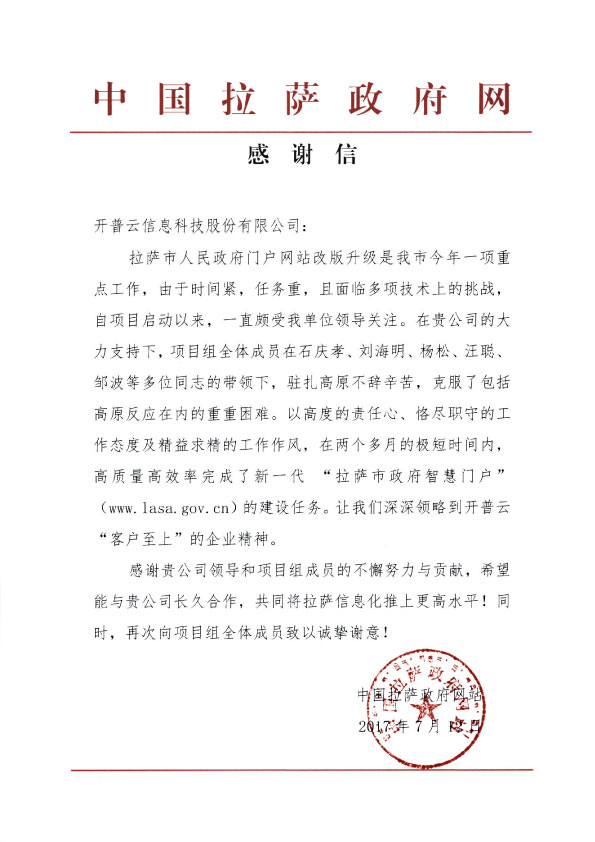 中国拉萨政府网
感谢信
开普云信息科技股份有限公司：
拉萨市人民政府门户网站改版升级是我市今年一项重
点工作，由于时间紧，任务重，且面临多项技术上的挑战，
自项目启动以来，一直颇受我单位领导关注。在贵公司的大
力支持下，项目组全体成员在石庆孝、刘海明、杨松、汪聪、
邹波等多位同志的带领下，驻扎高原不辞辛苦，克服了包括
高原反应在内的重重困难。以高度的责任心、恪尽职守的工
作态度及精益求精的工作作风，在两个多月的极短时间内，
高质量高效率完成了新一代 “拉萨市政府智慧门户”
（www.lasa.gov.cn）的建设任务。让我们深深领略到开普云
“客户至上”的企业精神。
感谢贵公司领导和项目组成员的不懈努力与贡献，希望
能与贵公司长久合作，共同将拉萨信息化推上更高水平！同
时，再次向项目组全体成员致以诚挚谢意！
中国拉萨政府网站
2017年7月12日
中国拉萨政府网站